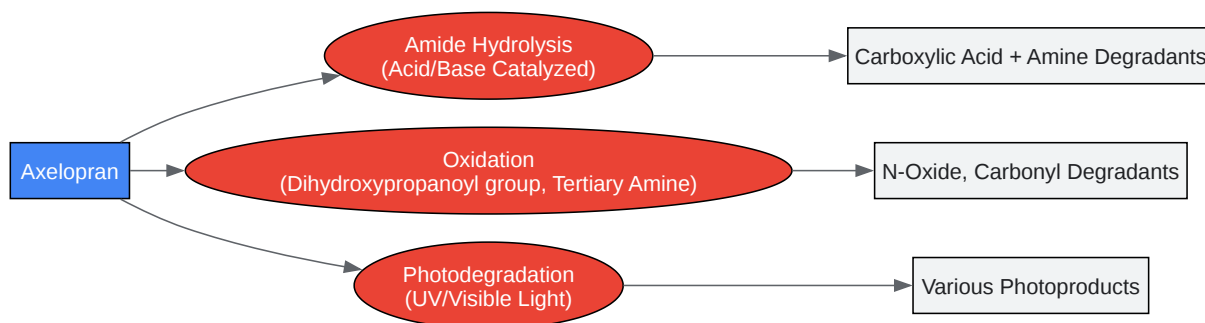 Axelopran
Amide Hydrolysis
(Acid/Base Catalyzed)
Carboxylic Acid + Amine Degradants
Oxidation
(Dihydroxypropanoyl group, Tertiary Amine)
N-Oxide, Carbonyl Degradants
Photodegradation
(UV/Visible Light)
Various Photoproducts